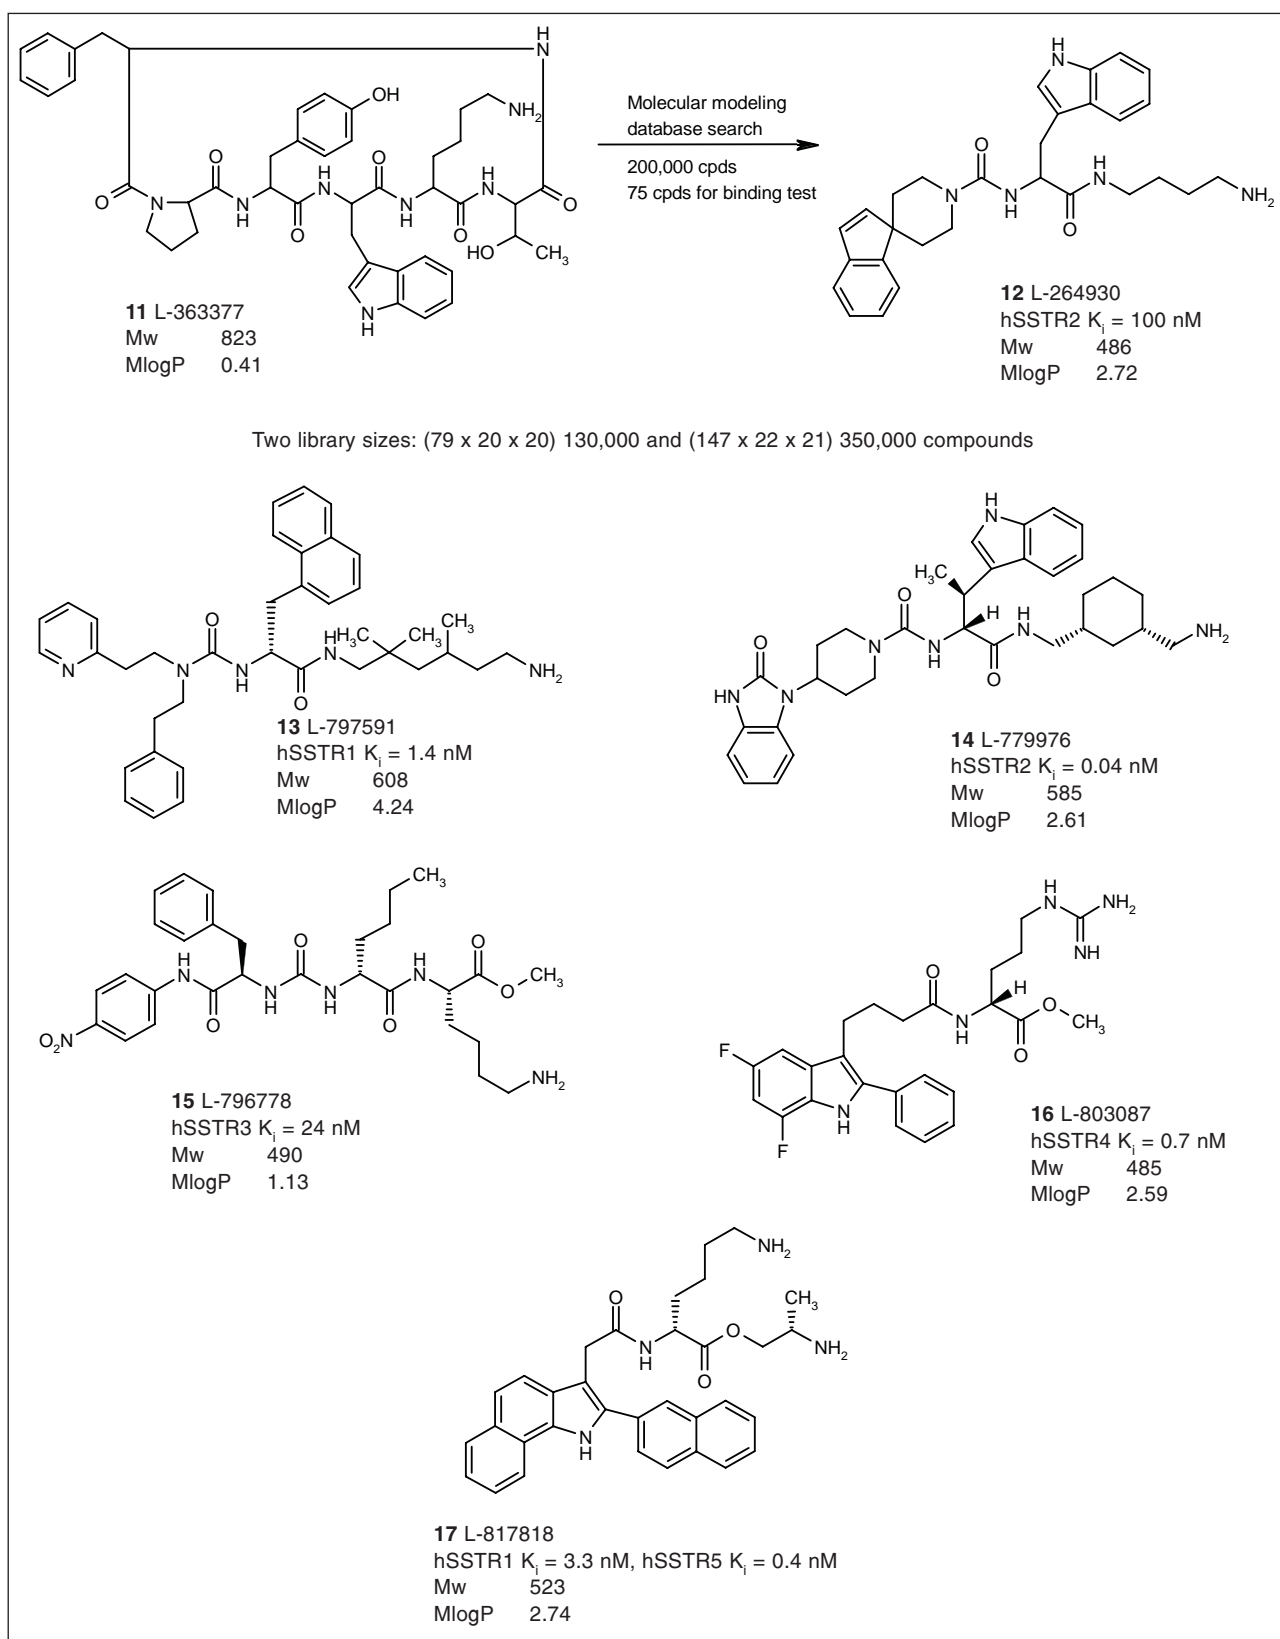 Molecular modeling
database search
200,000 cpds
75 cpds for binding test
11 L-363377
Mw 823
MlogP 0.41
12 L-264930
hSSTR2 Ki = 100 nM
Mw 486
MlogP 2.72
Two library sizes: (79 x 20 x 20) 130,000 and (147 x 22 x 21) 350,000 compounds
13 L-797591
hSSTR1 Ki = 1.4 nM
Mw 608
MlogP 4.24
14 L-779976
hSSTR2 Ki = 0.04 nM
Mw 585
MlogP 2.61
15 L-796778
hSSTR3 Ki = 24 nM
Mw 490
MlogP 1.13
16 L-803087
hSSTR4 Ki = 0.7 nM
Mw 485
MlogP 2.59
17 L-817818
hSSTR1 Ki = 3.3 nM, hSSTR5 Ki = 0.4 nM
Mw 523
MlogP 2.74